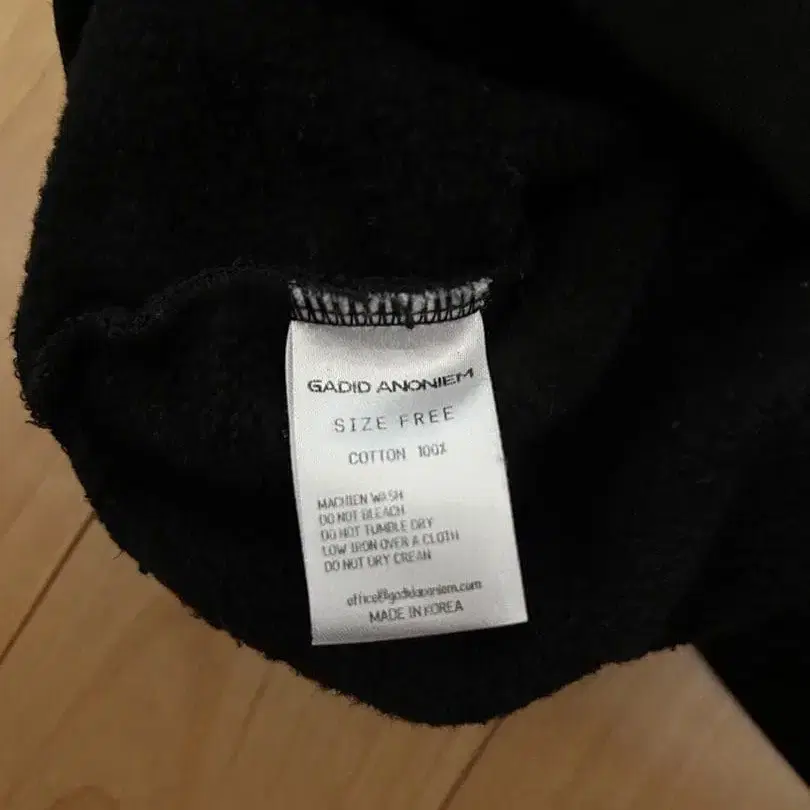 GADID ANONIEM
SIZE FREE
COTTON 100%
MACHIEN WASH
DO NOT BLEACH
DO NOT TUMBLE DRY
LOW IRON OVER A CLOTH
DO NOT DRY CREAN
office@gadidanoniem.com
MADE IN KOREA